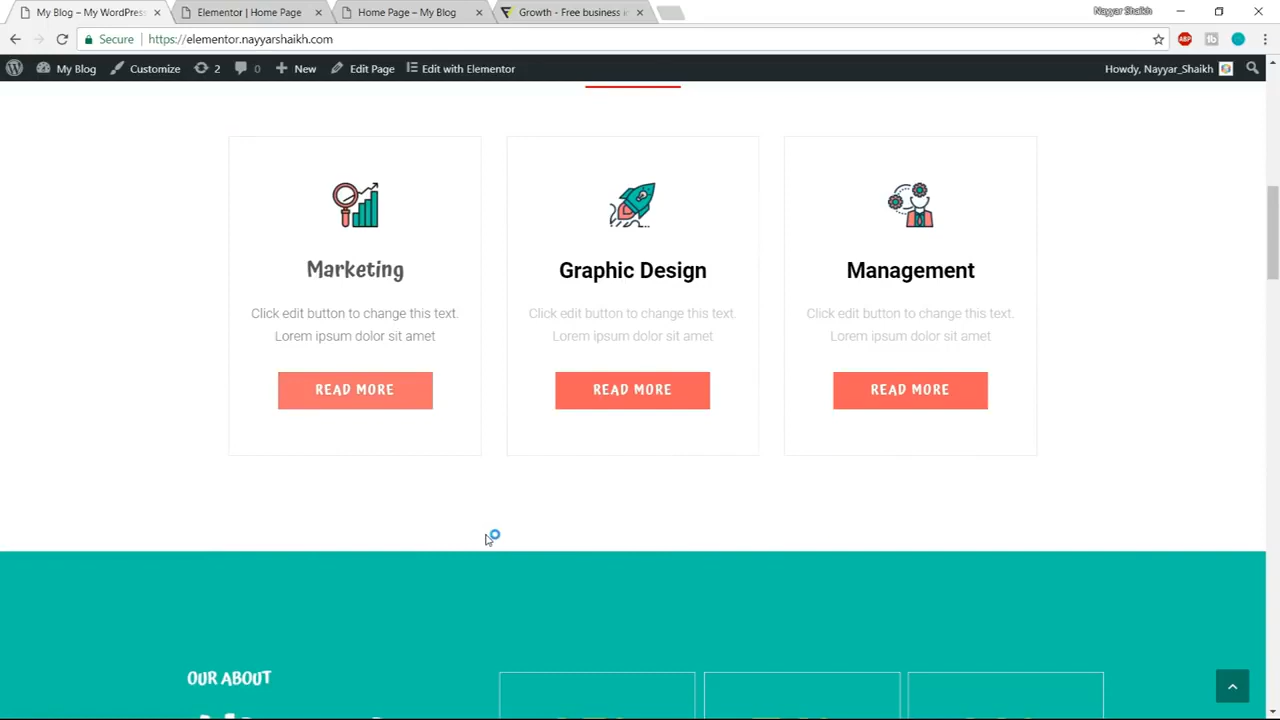 My Blog – My WordPress
Elementor | Home Page
Home Page – My Blog
Growth - Free business i
Nayyar Shaikh
Secure
https://elementor.nayyarshaikh.com
ABP
My Blog
Customize
2
0
New
Edit Page
Edit with Elementor
Howdy, Nayyar_Shaikh
Marketing
Graphic Design
Management
Click edit button to change this text.
Lorem ipsum dolor sit amet
Click edit button to change this text.
Lorem ipsum dolor sit amet
Click edit button to change this text.
Lorem ipsum dolor sit amet
READ MORE
READ MORE
READ MORE
OUR ABOUT